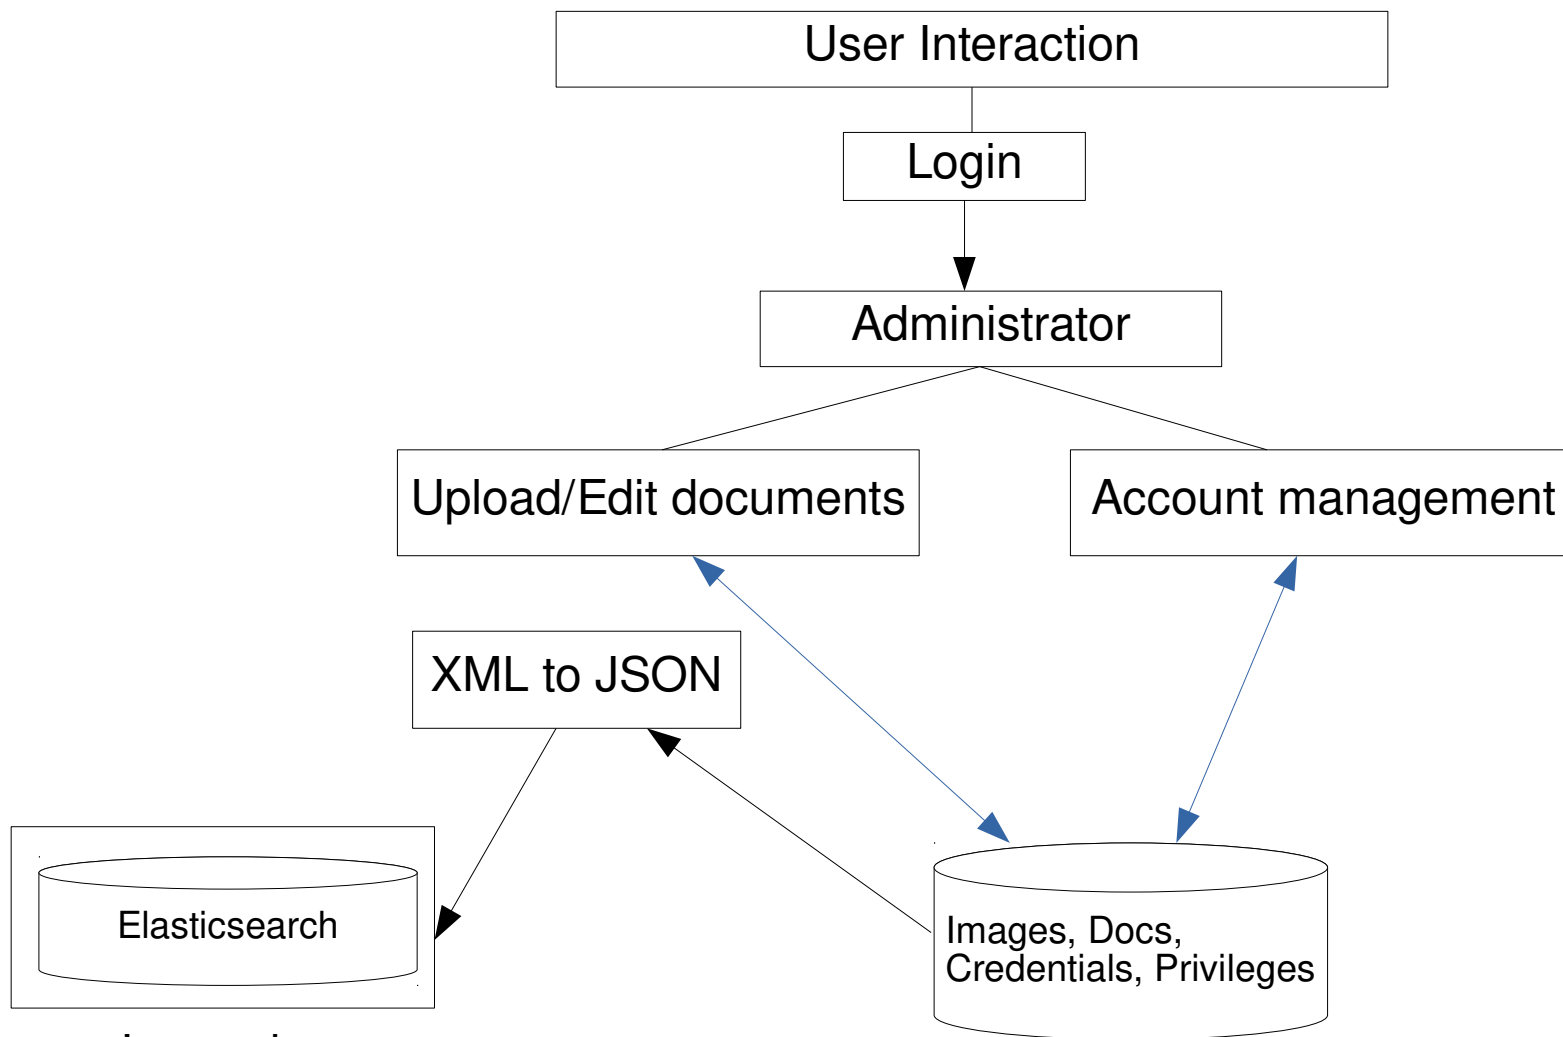 User Interaction
Login
Administrator
Upload/Edit documents
Account management
XML to JSON
Elasticsearch
Images, Docs,
Credentials, Privileges